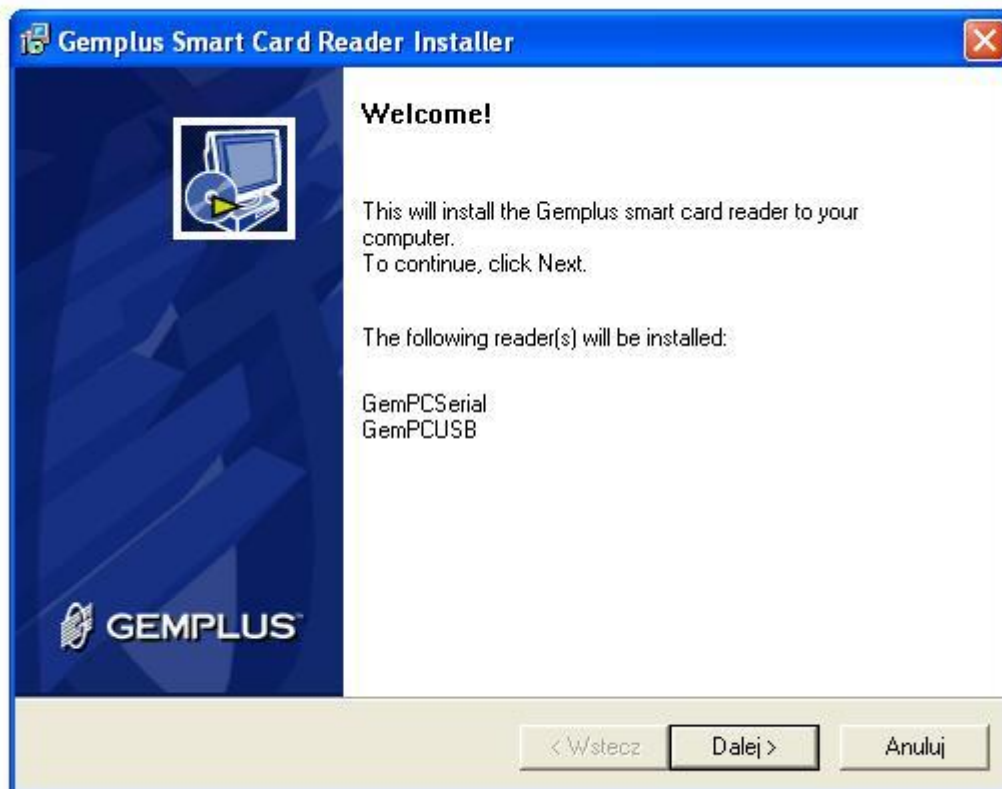 Gemplus Smart Card Reader Installer
Welcome!
This will install the Gemplus smart card reader to your
computer.
To continue, click Next.
The following reader(s) will be installed:
GemPCSerial
GemPCUSB
GEMPLUS
< Wstecz
Dalej >
Anuluj